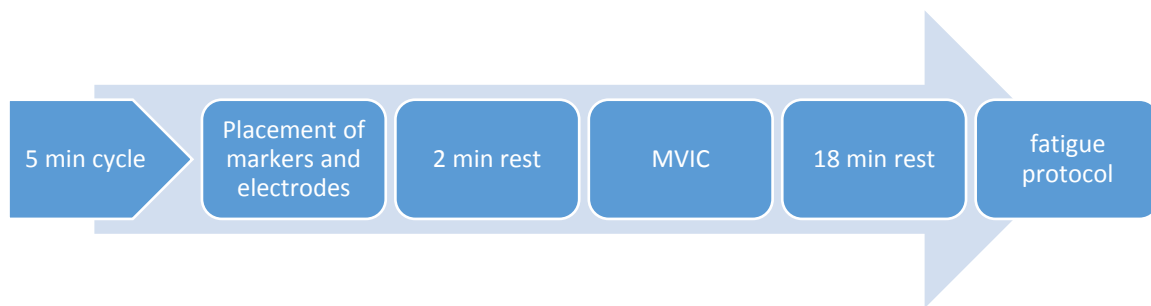 5 min cycle
Placement of
markers and
electrodes
2 min rest
MVIC
18 min rest
fatigue
protocol